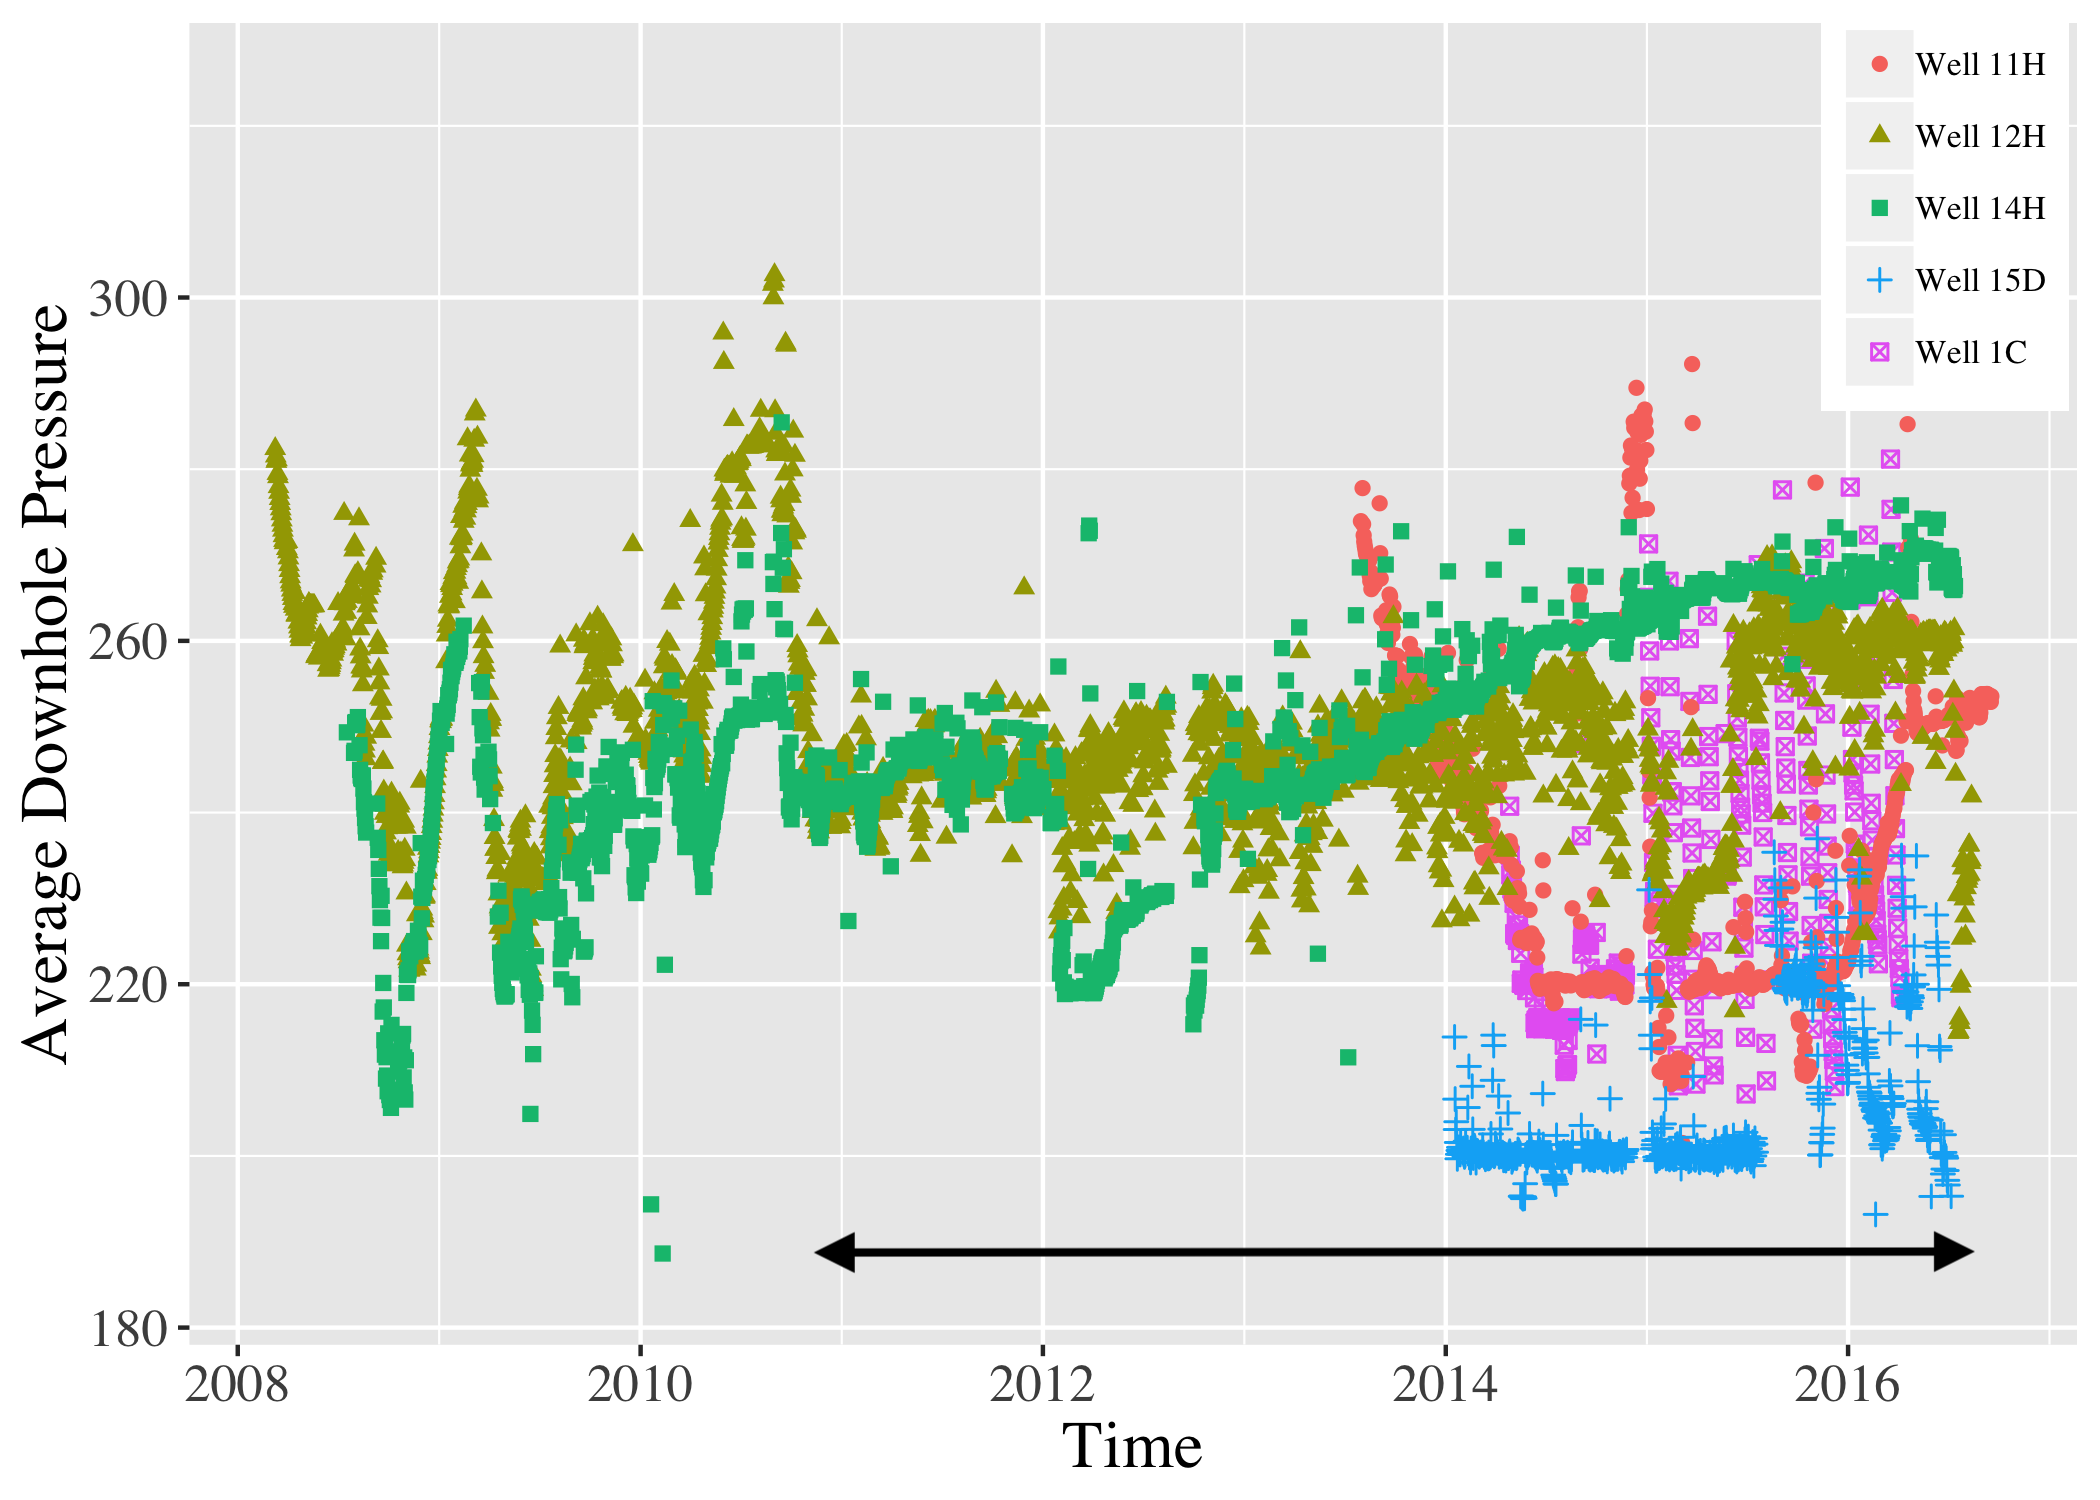 Well 11H
Well 12H
Well 14H
Well 15D
Well 1C
Average Downhole Pressure
300
260
220
180
2008 2010 2012 2014 2016
Time